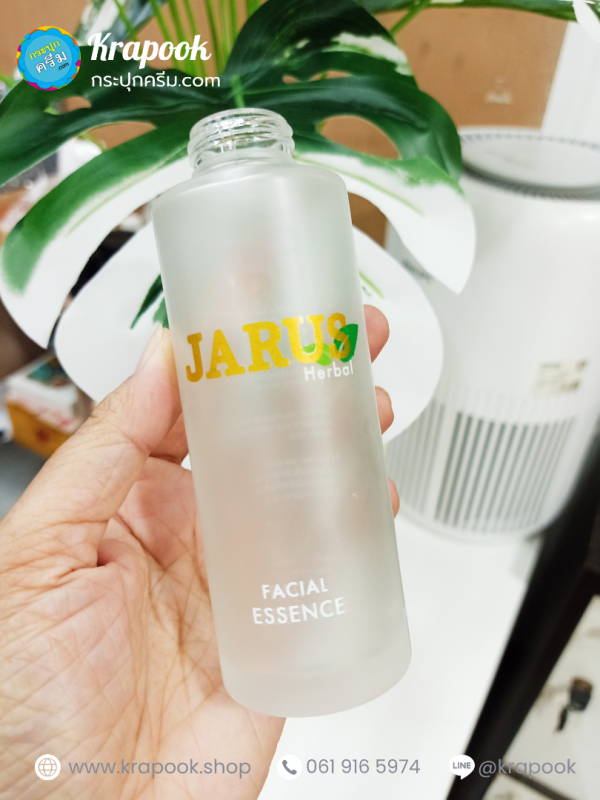 กระปุก
ครีม
.com
Krapook
กระปุกครีม.com
JARUS
Herbal
FACIAL
ESSENCE
www.krapook.shop
061 916 5974
LINE
@krapook